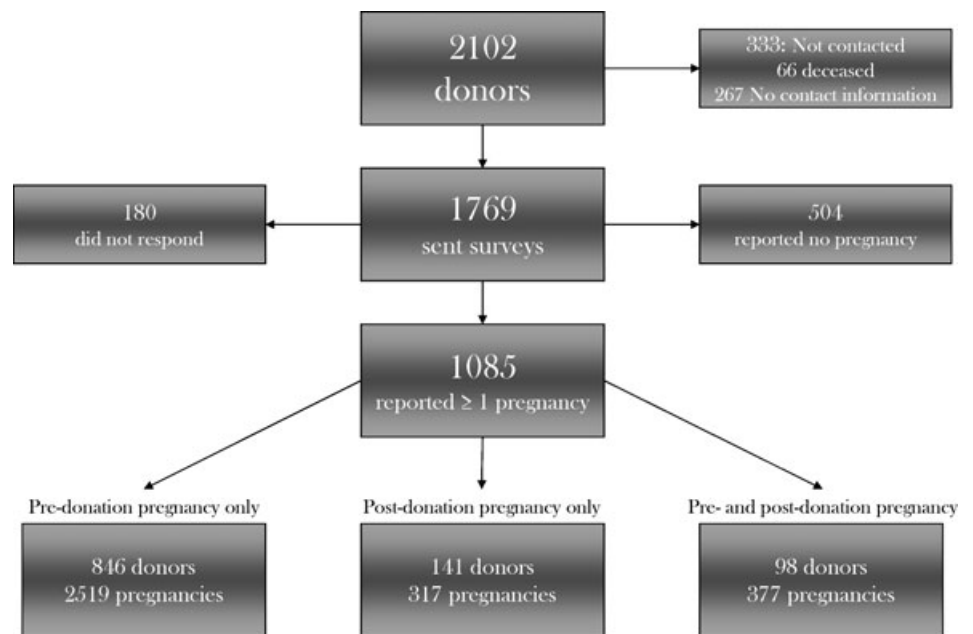 2102
donors
333: Not contacted
66 deceased
267 No contact information
180
did not respond
1769
sent surveys
504
reported no pregnancy
1085
reported ≥ 1 pregnancy
Pre-donation pregnancy only
Post-donation pregnancy only
Pre- and post-donation pregnancy
846 donors
2519 pregnancies
141 donors
317 pregnancies
98 donors
377 pregnancies